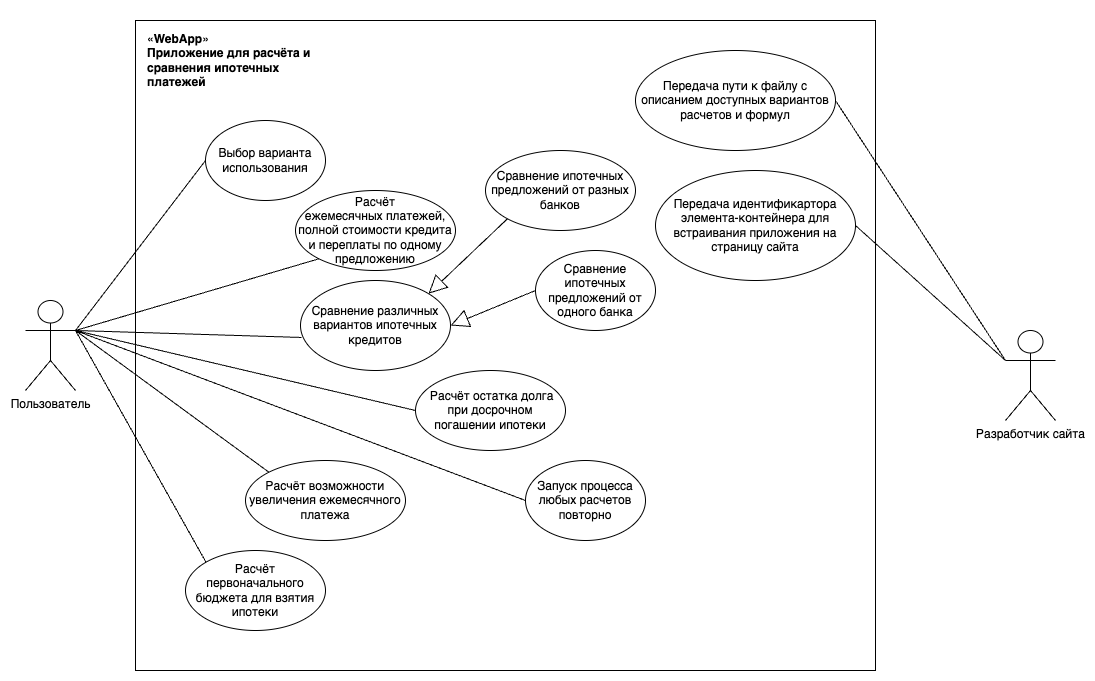 «WebApp»
Приложение для расчёта и
сравнения ипотечных
платежей
Передача пути к файлу с
описанием доступных вариантов
расчетов и формул
Выбор варианта
использования
Сравнение ипотечных
предложений от разных
банков
Расчёт
ежемесячных платежей,
полной стоимости кредита
и переплаты по одному
предложению
Передача идентификартора
элемента-контейнера для
встраивания приложения на
страницу сайта
Сравнение
ипотечных
предложений от
одного банка
Сравнение различных
вариантов ипотечных
кредитов
Пользователь
Расчёт остатка долга
при досрочном
погашении ипотеки
Разработчик сайта
Расчёт возможности
увеличения ежемесячного
платежа
Запуск процесса
любых расчетов
повторно
Расчёт
первоначального
бюджета для взятия
ипотеки